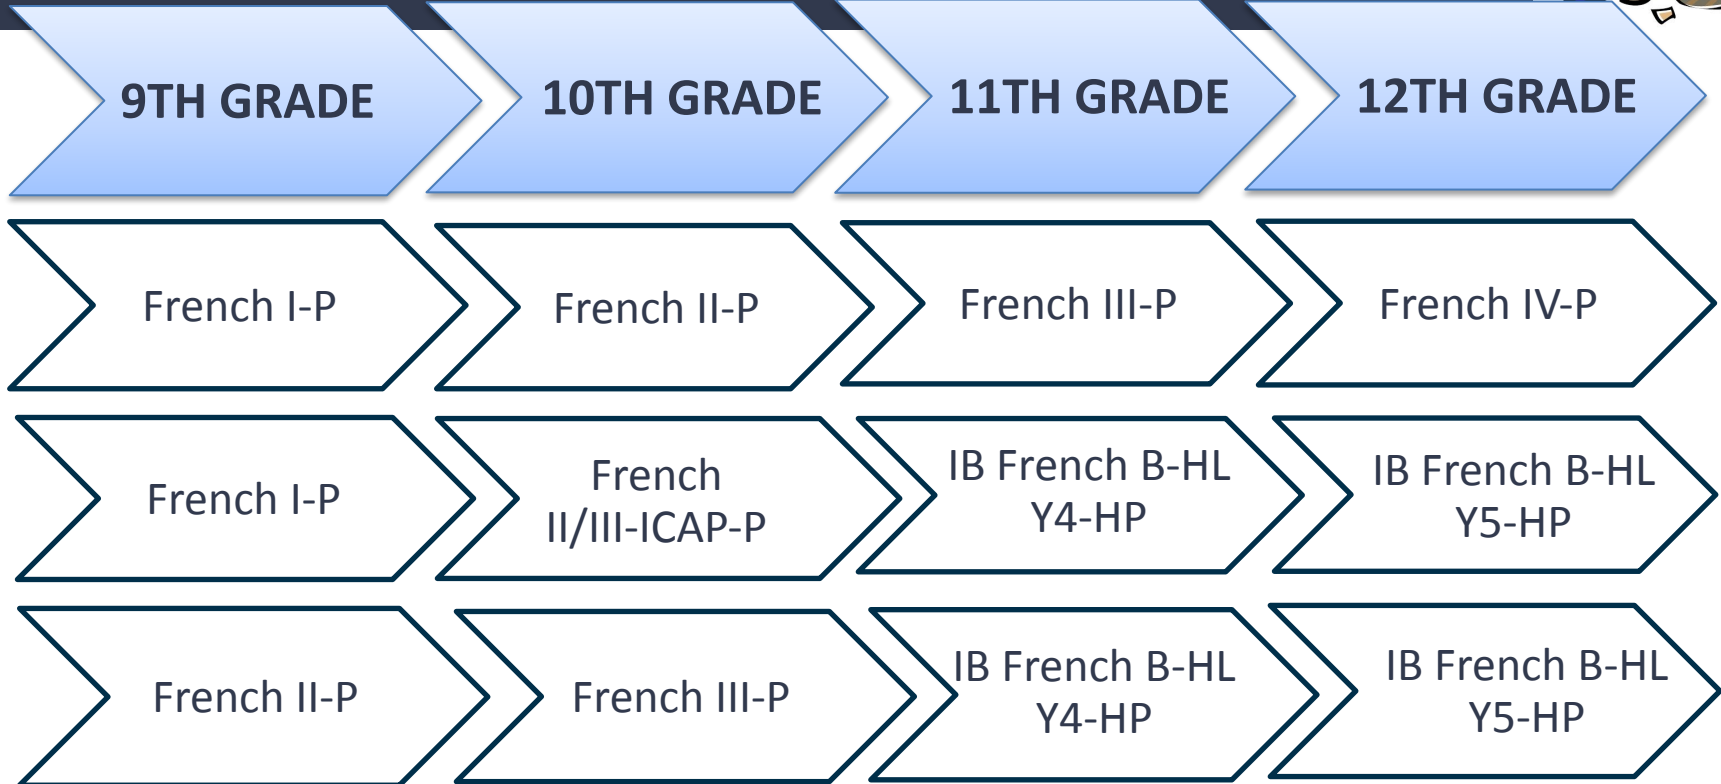 9TH GRADE
10TH GRADE
11TH GRADE
12TH GRADE
French I-P
French II-P
French III-P
French IV-P
French I-P
French
II/III-ICAP-P
IB French B-HL
Y4-HP
IB French B-HL
Y5-HP
French II-P
French III-P
IB French B-HL
Y4-HP
IB French B-HL
Y5-HP